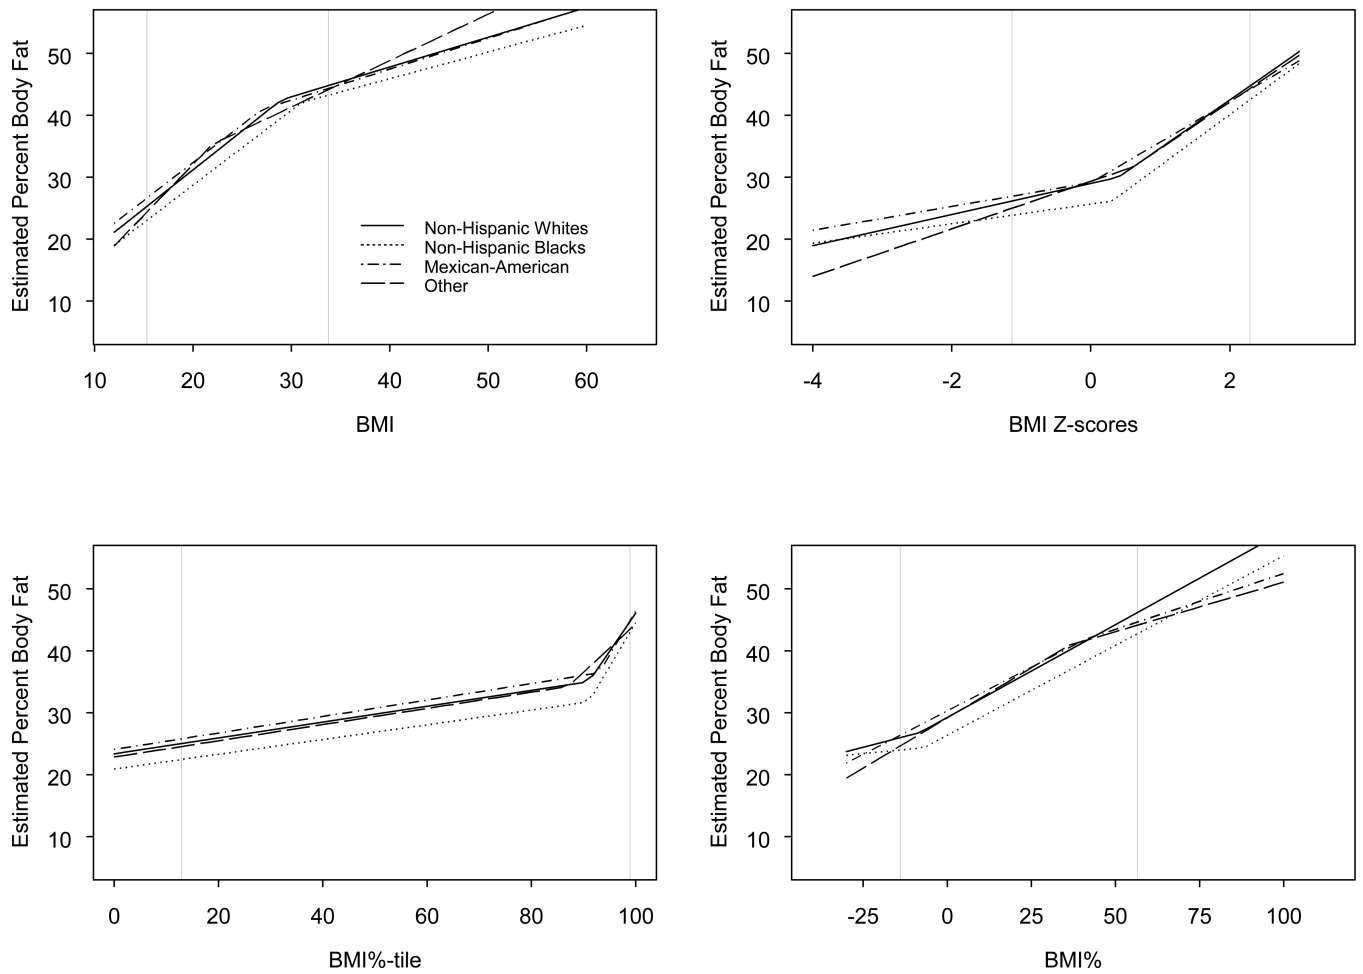 Estimated Percent Body Fat
50
40
30
20
10
Non-Hispanic Whites
Non-Hispanic Blacks
Mexican-American
Other
10 20 30 40 50 60
BMI
Estimated Percent Body Fat
50
40
30
20
10
-4 -2 0 2
BMI Z-scores
Estimated Percent Body Fat
50
40
30
20
10
0 20 40 60 80 100
BMI%-tile
Estimated Percent Body Fat
50
40
30
20
10
-25 0 25 50 75 100
BMI%